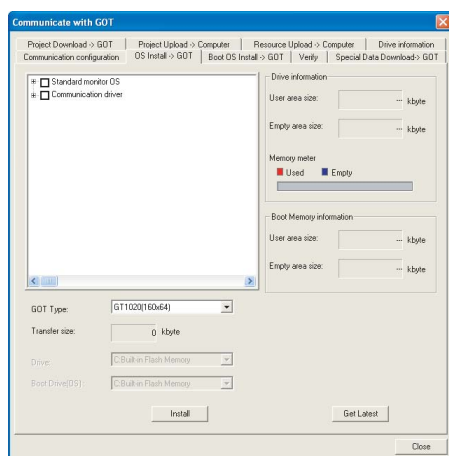 Communicate with GOT
Project Download -> GOT
Project Upload -> Computer
Resource Upload -> Computer
Drive information
Communication configuration
OS Install -> GOT
Boot OS Install -> GOT
Verify
Special Data Download-> GOT
Standard monitor OS
Communication driver
Drive information
User area size:
--- kbyte
Empty area size:
--- kbyte
Memory meter
Used
Empty
Boot Memory information
User area size:
--- kbyte
Empty area size:
--- kbyte
GOT Type:
GT1020(160x64)
Transfer size:
0 kbyte
Drive:
C:Built-in Flash Memory
Boot Drive(OS):
C:Built-in Flash Memory
Install
Get Latest
Close